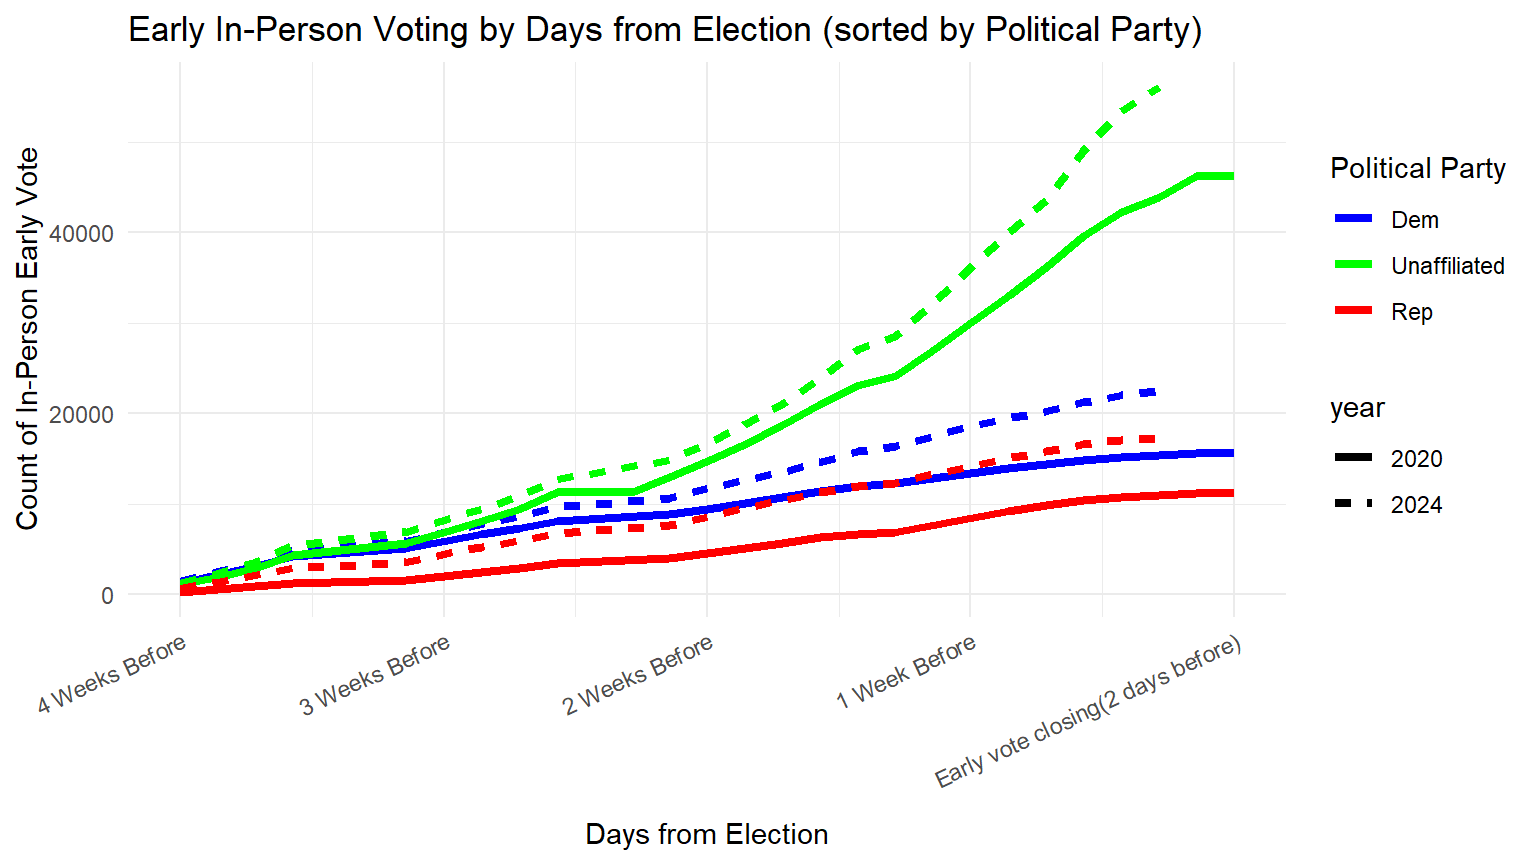 Early In-Person Voting by Days from Election (sorted by Political Party)
Count of In-Person Early Vote
40000
20000
0
4 Weeks Before
3 Weeks Before
2 Weeks Before
1 Week Before
Early vote closing(2 days before)
Days from Election
Political Party
Dem
Unaffiliated
Rep
year
2020
2024